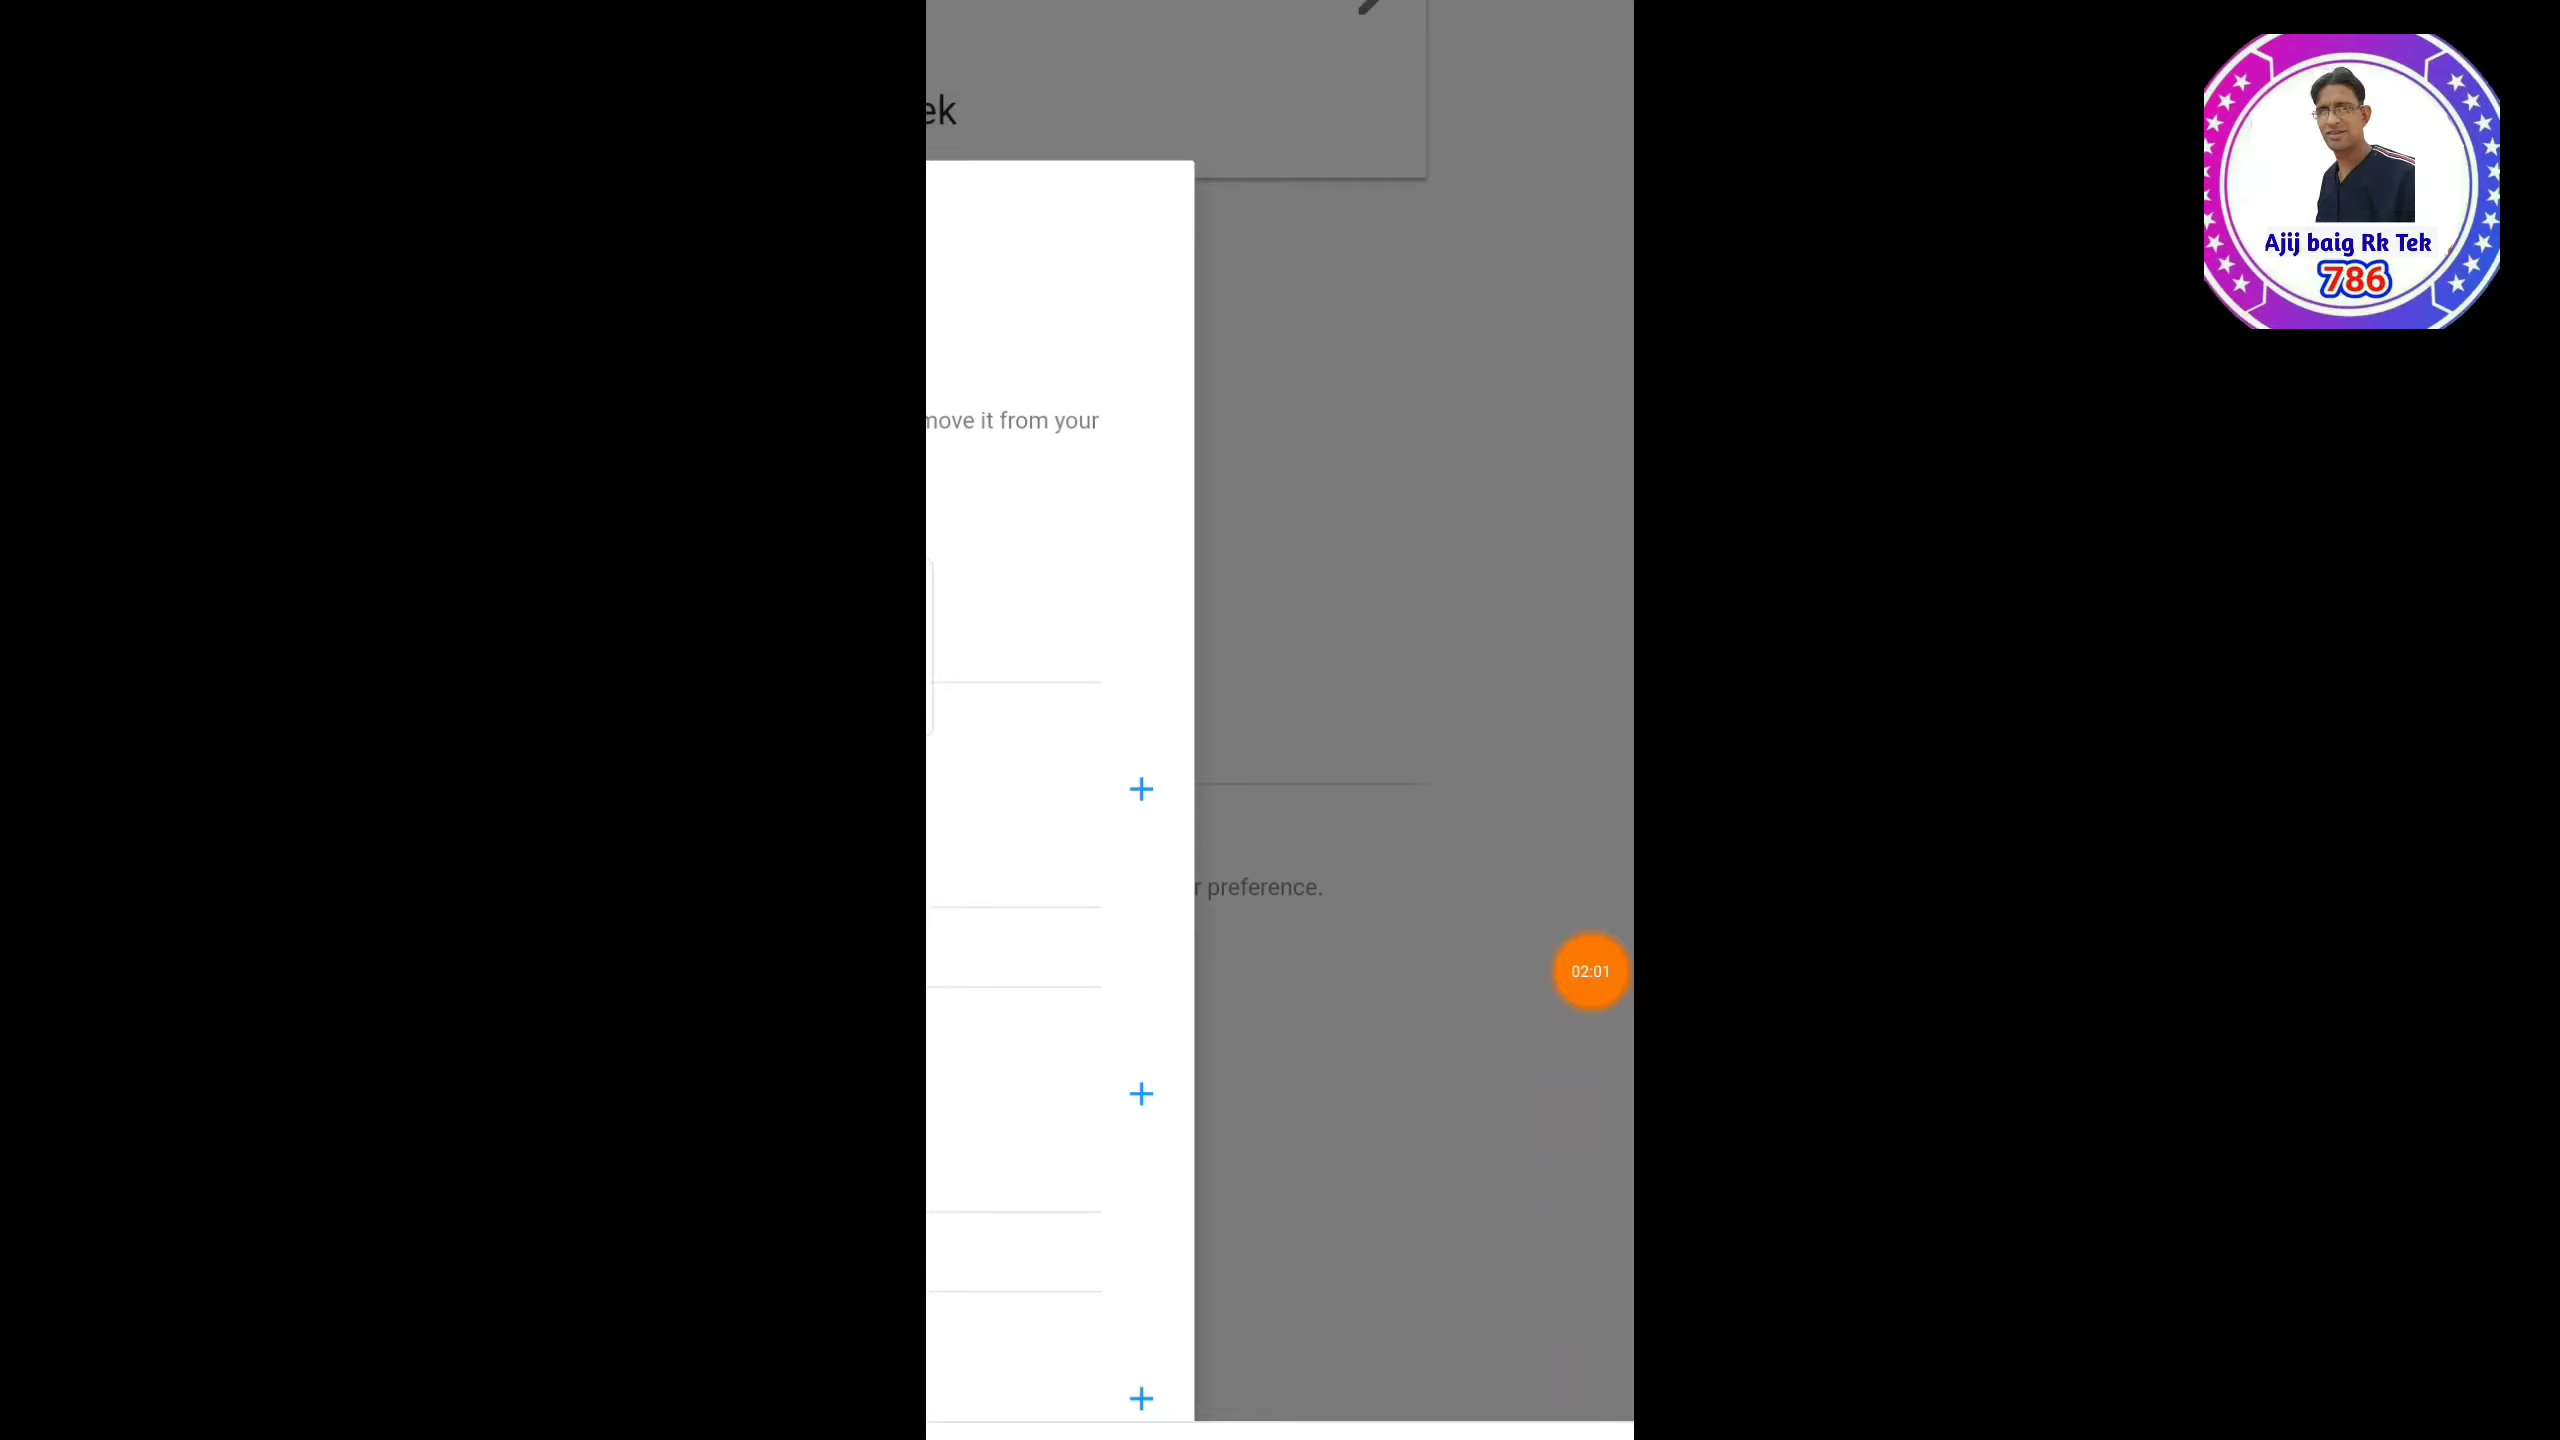 ek
move it from your
r preference.
02:01
Ajij baig Rk Tek
786